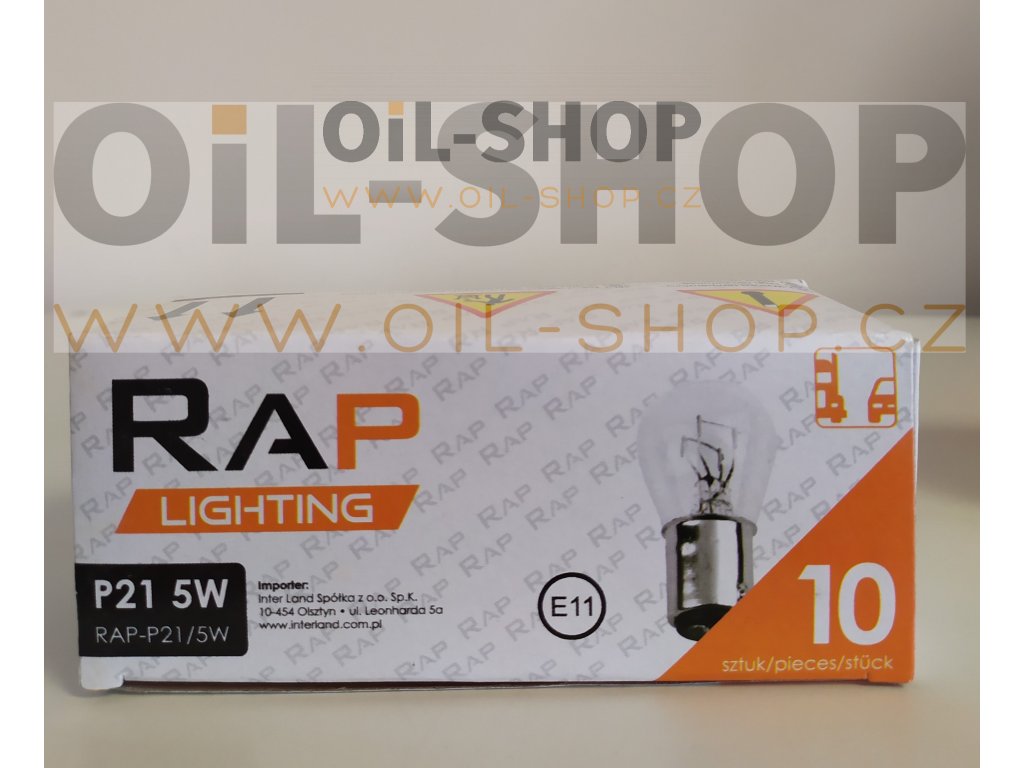 OiL-SHOP
WWW.OIL-SHOP.CZ
OiL-SHOP
WWW.OIL-SHOP.CZ
RAP
LIGHTING
P21 5W
RAP-P21/5W
Importer:
Inter Land Spółka z o.o. Sp.K.
10-454 Olsztyn • ul. Leonharda 5a
www.interland.com.pl
E11
10
sztuk/pieces/stück